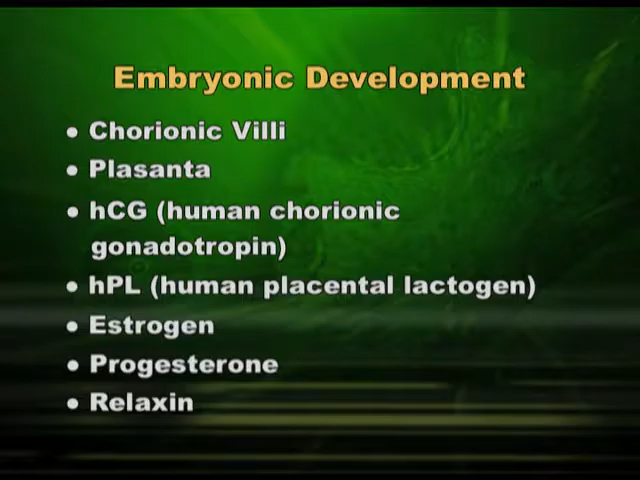 Embryonic Development
• Chorionic Villi
• Plasanta
• hCG (human chorionic
gonadotropin)
• hPL (human placental lactogen)
• Estrogen
• Progesterone
• Relaxin